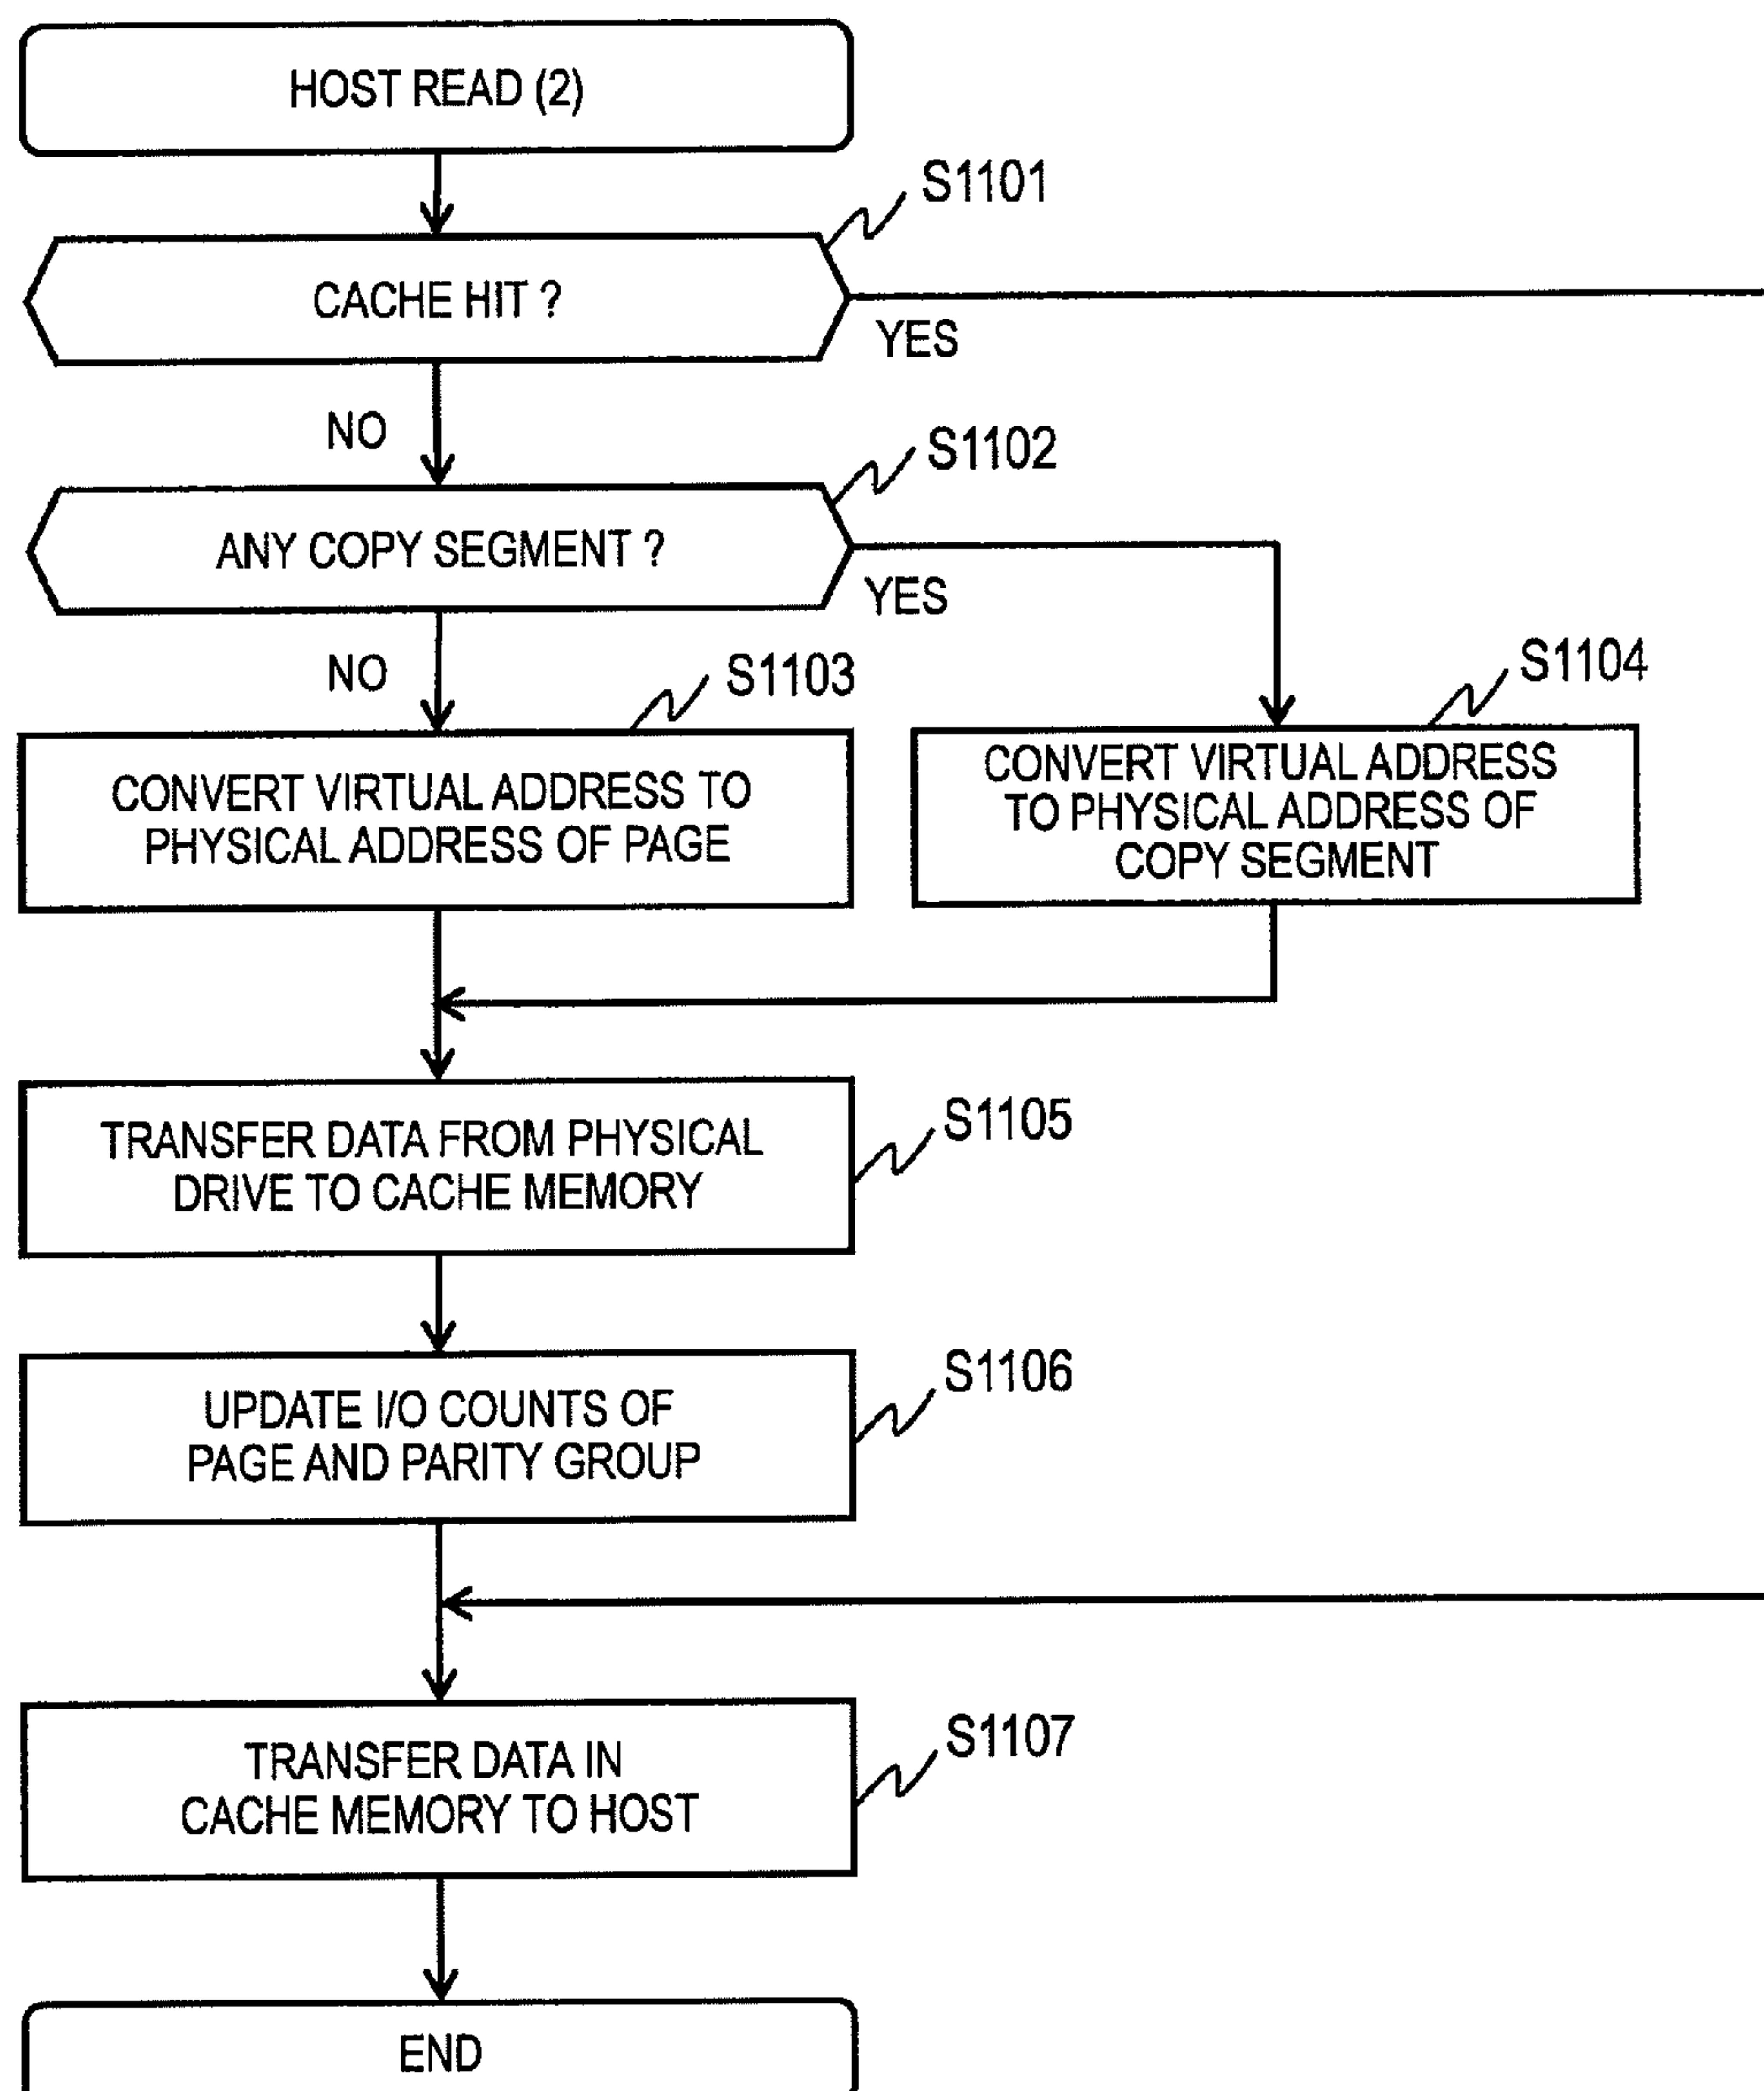 HOST READ (2)
S1101
CACHE HIT ?
YES
NO
S1102
ANY COPY SEGMENT ?
YES
NO
S1103
S1104
CONVERT VIRTUAL ADDRESS TO
PHYSICAL ADDRESS OF PAGE
CONVERT VIRTUAL ADDRESS
TO PHYSICAL ADDRESS OF
COPY SEGMENT
TRANSFER DATA FROM PHYSICAL
DRIVE TO CACHE MEMORY
S1105
UPDATE I/O COUNTS OF
PAGE AND PARITY GROUP
S1106
TRANSFER DATA IN
CACHE MEMORY TO HOST
S1107
END